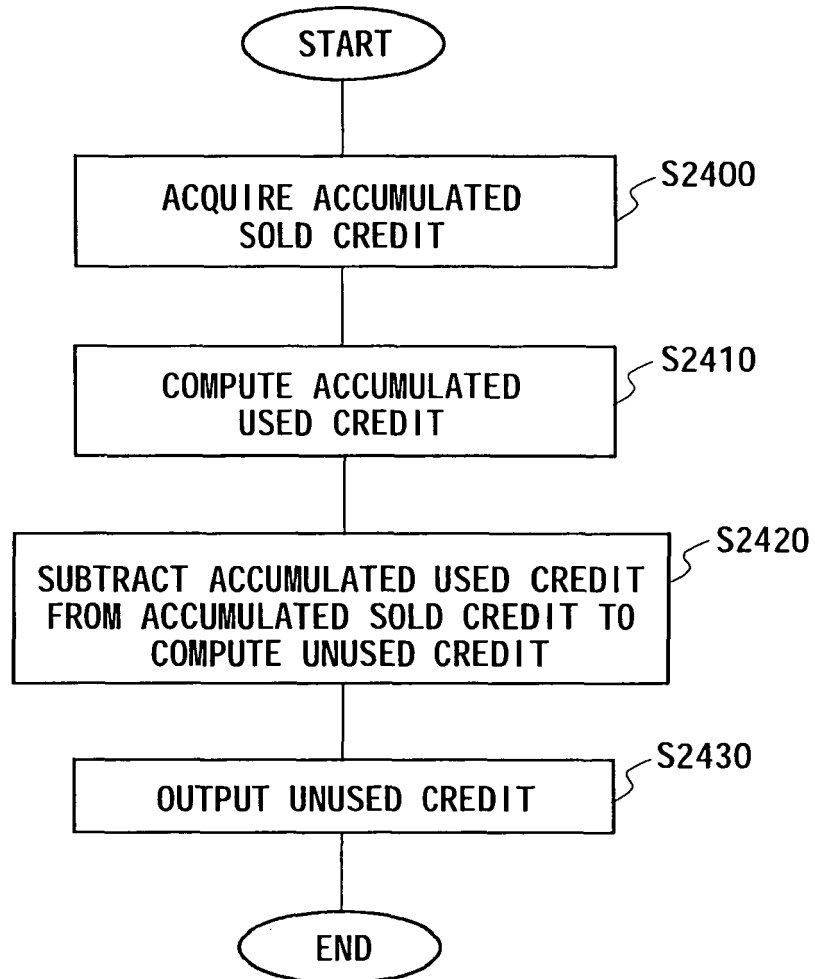 START
ACQUIRE ACCUMULATED
SOLD CREDIT
S2400
COMPUTE ACCUMULATED
USED CREDIT
S2410
SUBTRACT ACCUMULATED USED CREDIT
FROM ACCUMULATED SOLD CREDIT TO
COMPUTE UNUSED CREDIT
S2420
OUTPUT UNUSED CREDIT
S2430
END